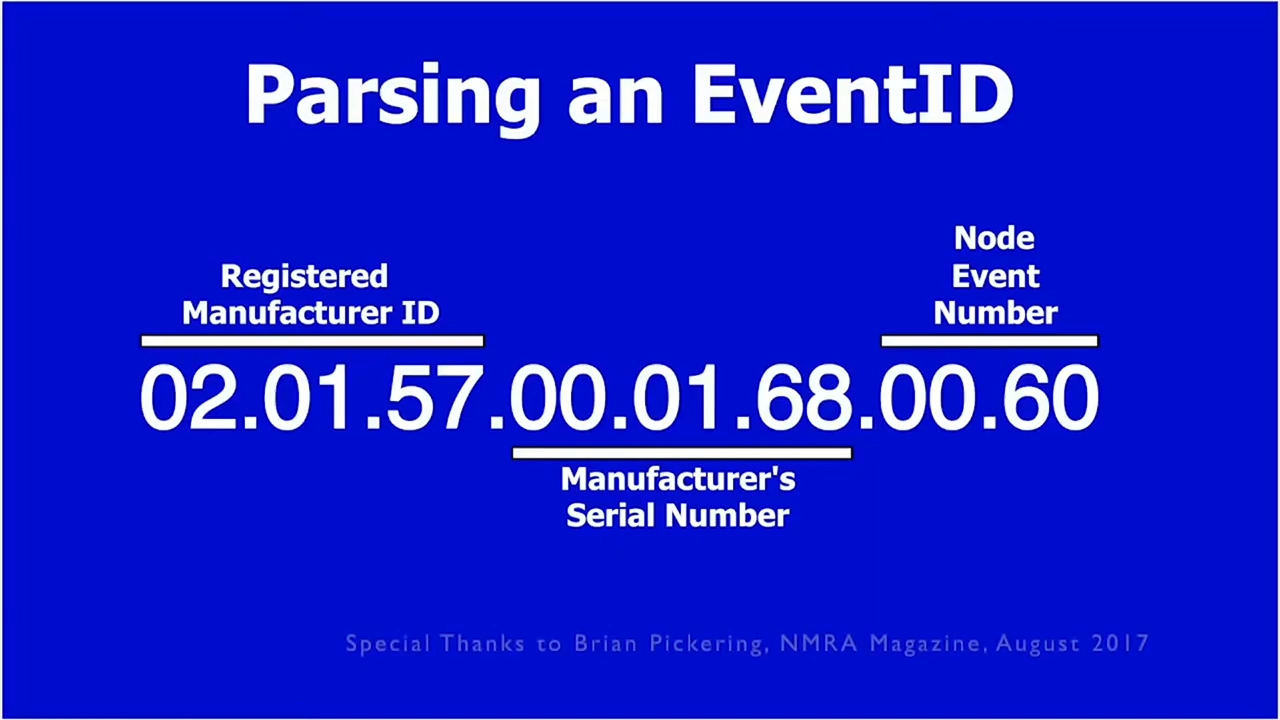 Parsing an EventID
Registered
Manufacturer ID
Node
Event
Number
02.01.57.00.01.68.00.60
Manufacturer's
Serial Number
Special Thanks to Brian Pickering, NMRA Magazine, August 2017